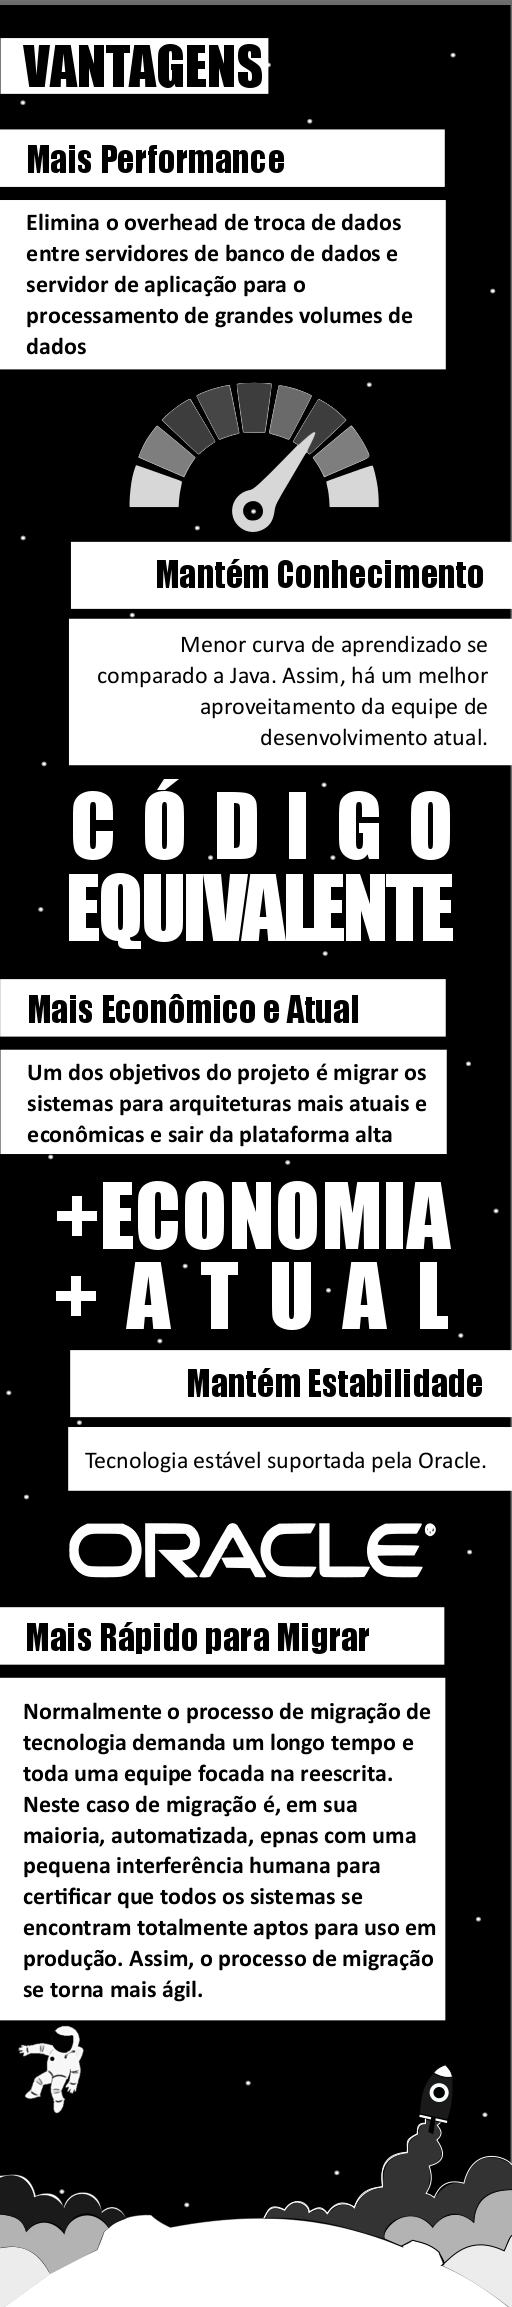 VANTAGENS
Mais Performance
Elimina o overhead de troca de dados
entre servidores de banco de dados e
servidor de aplicação para o
processamento de grandes volumes de
dados
Mantém Conhecimento
Menor curva de aprendizado se
comparado a Java. Assim, há um melhor
aproveitamento da equipe de
desenvolvimento atual.
CÓDIGO
EQUIVALENTE
Mais Econômico e Atual
Um dos objetivos do projeto é migrar os
sistemas para arquiteturas mais atuais e
econômicas e sair da plataforma alta
+ECONOMIA
+ATUAL
Mantém Estabilidade
Tecnologia estável suportada pela Oracle.
ORACLE®
Mais Rápido para Migrar
Normalmente o processo de migração de
tecnologia demanda um longo tempo e
toda uma equipe focada na reescrita.
Neste caso de migração é, em sua
maioria, automatizada, epnas com uma
pequena interferência humana para
certificar que todos os sistemas se
encontram totalmente aptos para uso em
produção. Assim, o processo de migração
se torna mais ágil.